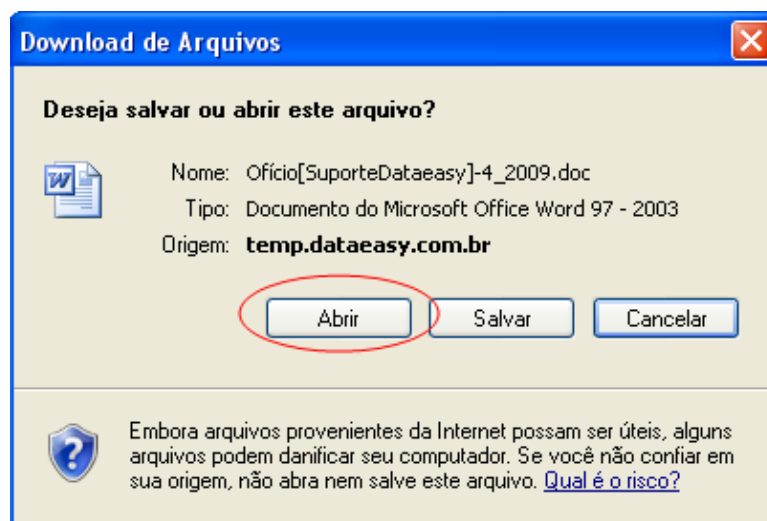 Download de Arquivos
Deseja salvar ou abrir este arquivo?
Nome: Ofício[SuporteDataeasy]-4_2009.doc
Tipo: Documento do Microsoft Office Word 97 - 2003
Origem: temp.dataeasy.com.br
Abrir Salvar Cancelar
Embora arquivos provenientes da Internet possam ser úteis, alguns
arquivos podem danificar seu computador. Se você não confiar em
sua origem, não abra nem salve este arquivo. Qual é o risco?